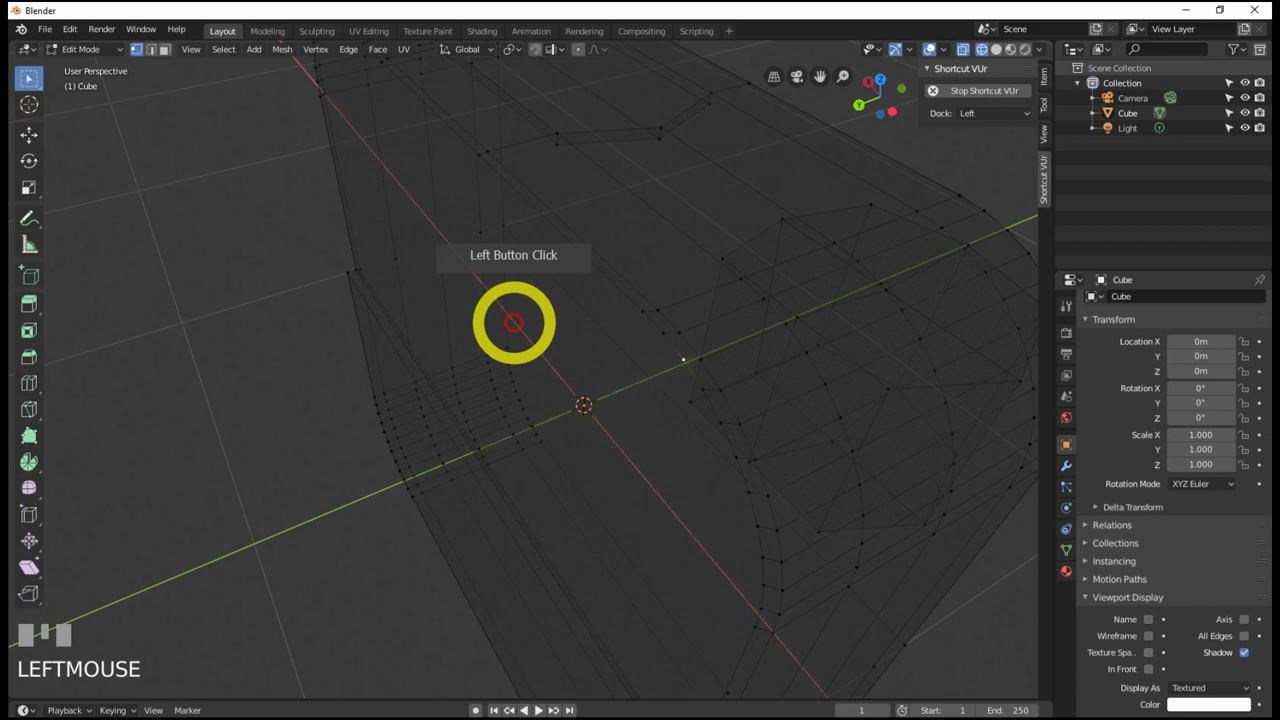 Blender
File Edit Render Window Help Layout Modeling Sculpting UV Editing Texture Paint Shading Animation Rendering Compositing Scripting + Scene View Layer
Edit Mode View Select Add Mesh Vertex Edge Face UV Global
User Perspective
(1) Cube
Shortcut VUr
Stop Shortcut VUr
Dock: Left
Item
Tool
View
Shortcut VUr
Z
Y
Left Button Click
LEFTMOUSE
Scene Collection
Collection
Camera
Cube
Light
Cube
Cube
Transform
Location X 0m
Y 0m
Z 0m
Rotation X 0°
Y 0°
Z 0°
Scale X 1.000
Y 1.000
Z 1.000
Rotation Mode XYZ Euler
Delta Transform
Relations
Collections
Instancing
Motion Paths
Viewport Display
Name Axis
Wireframe All Edges
Texture Spa.. Shadow
In Front
Display As Textured
Color
Playback Keying View Marker 1 Start: 1 End: 250